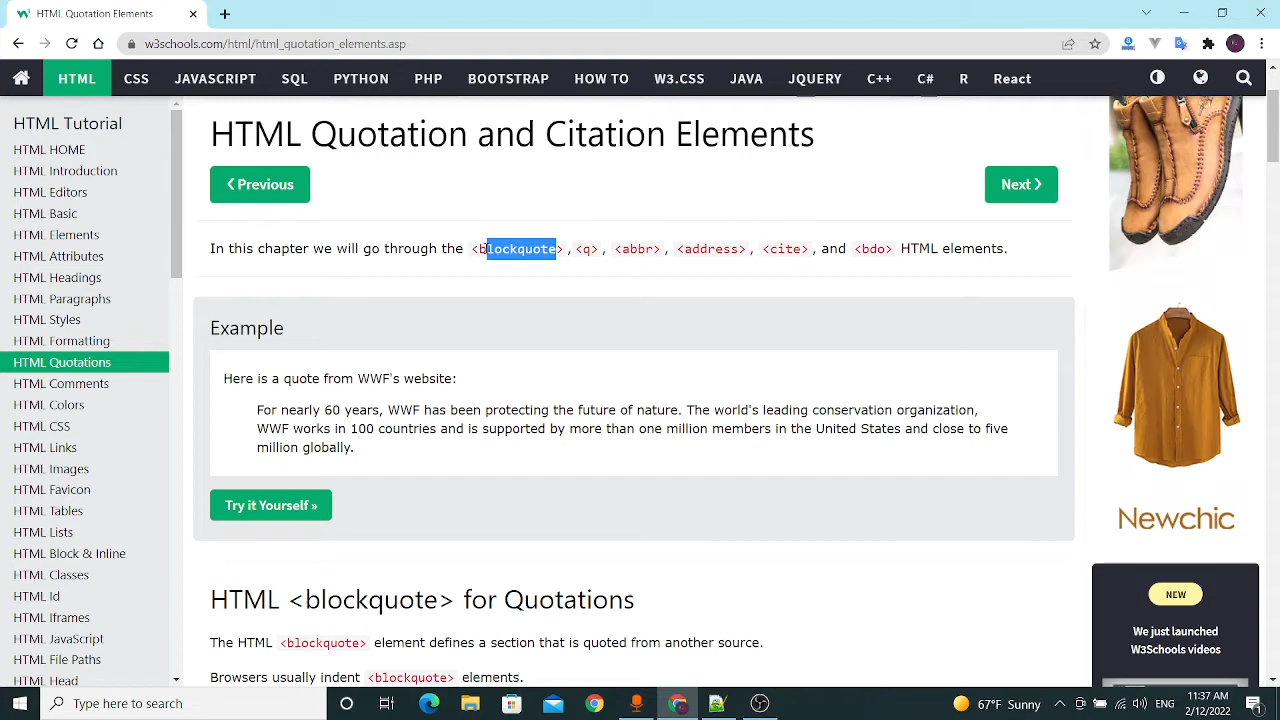 HTML Quotation Elements
w3schools.com/html/html_quotation_elements.asp
HTML CSS JAVASCRIPT SQL PYTHON PHP BOOTSTRAP HOW TO W3.CSS JAVA JQUERY C++ C# R React
HTML Tutorial
HTML HOME
HTML Introduction
HTML Editors
HTML Basic
HTML Elements
HTML Attributes
HTML Headings
HTML Paragraphs
HTML Styles
HTML Formatting
HTML Quotations
HTML Comments
HTML Colors
HTML CSS
HTML Links
HTML Images
HTML Favicon
HTML Tables
HTML Lists
HTML Block & Inline
HTML Classes
HTML Id
HTML Iframes
HTML JavaScript
HTML File Paths
HTML Head
HTML Quotation and Citation Elements
❮ Previous
Next ❯
In this chapter we will go through the <blockquote>, <q>, <abbr>, <address>, <cite>, and <bdo> HTML elements.
Example
Here is a quote from WWF's website:
For nearly 60 years, WWF has been protecting the future of nature. The world's leading conservation organization,
WWF works in 100 countries and is supported by more than one million members in the United States and close to five
million globally.
Try it Yourself »
HTML <blockquote> for Quotations
The HTML <blockquote> element defines a section that is quoted from another source.
Browsers usually indent <blockquote> elements.
Newchic
NEW
We just launched
W3Schools videos
Type here to search
67°F Sunny
11:37 AM
2/12/2022